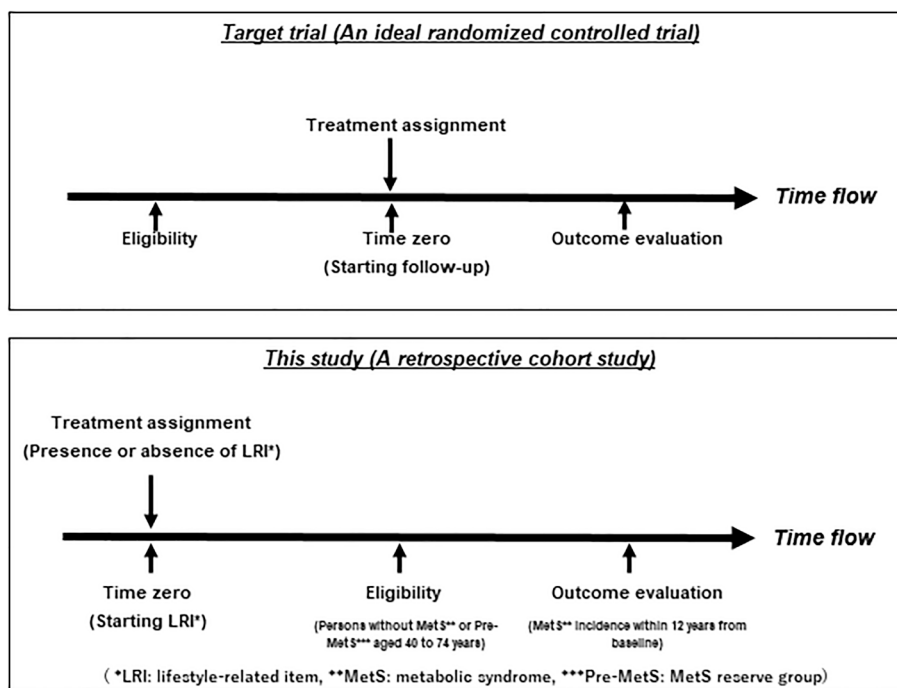 Target trial (An ideal randomized controlled trial)
Treatment assignment
Time flow
Eligibility
Time zero
(Starting follow-up)
Outcome evaluation
This study (A retrospective cohort study)
Treatment assignment
(Presence or absence of LRI*)
Time flow
Time zero
(Starting LRI*)
Eligibility
(Persons without MetS** or Pre-
MetS*** aged 40 to 74 years)
Outcome evaluation
(MetS** incidence within 12 years from
baseline)
( *LRI: lifestyle-related item, **MetS: metabolic syndrome, ***Pre-MetS: MetS reserve group)